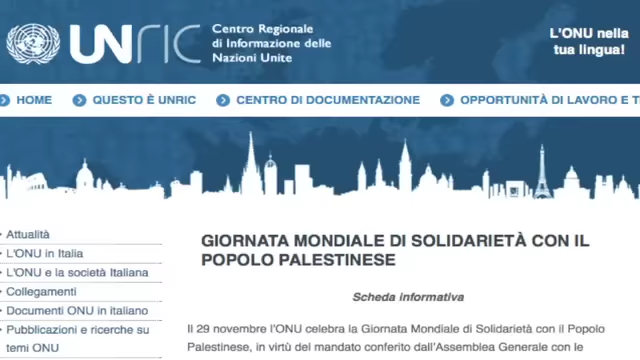 UNRIC
Centro Regionale
di Informazione delle
Nazioni Unite
L'ONU nella
tua lingua!
HOME
QUESTO È UNRIC
CENTRO DI DOCUMENTAZIONE
OPPORTUNITÀ DI LAVORO E
Attualità
L'ONU in Italia
L'ONU e la società Italiana
Collegamenti
Documenti ONU in italiano
Pubblicazioni e ricerche su
temi ONU
GIORNATA MONDIALE DI SOLIDARIETÀ CON IL
POPOLO PALESTINESE
Scheda informativa
Il 29 novembre l'ONU celebra la Giornata Mondiale di Solidarietà con il Popolo
Palestinese, in virtù del mandato conferito dall'Assemblea Generale con le